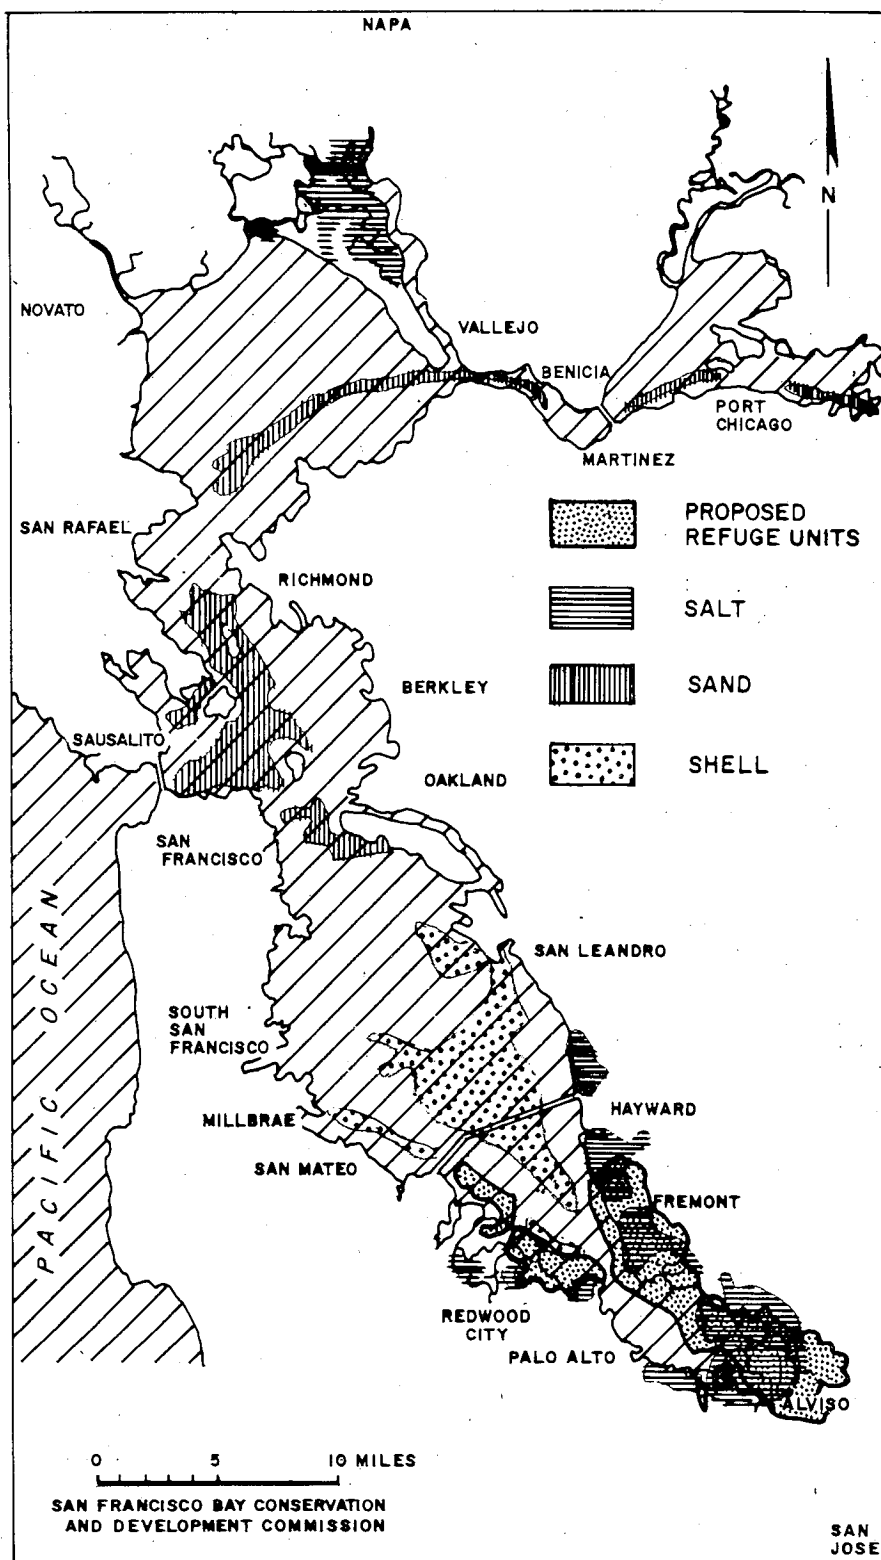 NAPA
N
NOVATO
VALLEJO
BENICIA
PORT
CHICAGO
MARTINEZ
SAN RAFAEL
PROPOSED
REFUGE UNITS
RICHMOND
SALT
BERKLEY
SAND
SAUSALITO
SHELL
OAKLAND
SAN
FRANCISCO
PACIFIC OCEAN
SAN LEANDRO
SOUTH
SAN
FRANCISCO
HAYWARD
MILLBRAE
SAN MATEO
FREMONT
REDWOOD
CITY
PALO ALTO
ALVISO
0 5 10 MILES
SAN FRANCISCO BAY CONSERVATION
AND DEVELOPMENT COMMISSION
SAN
JOSE